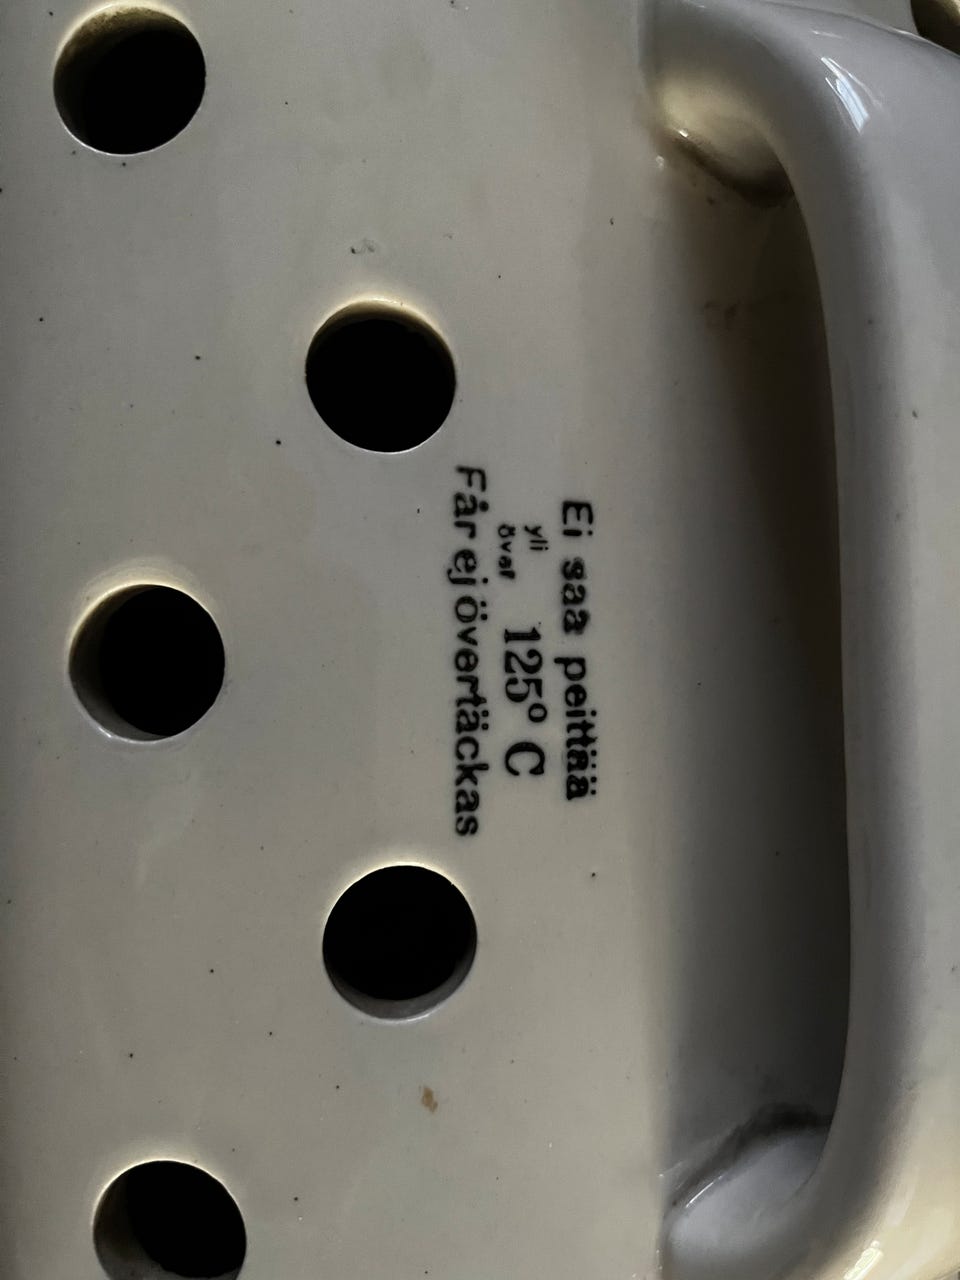 Ei saa peittää
yli
över 125° C
Får ej övertäckas